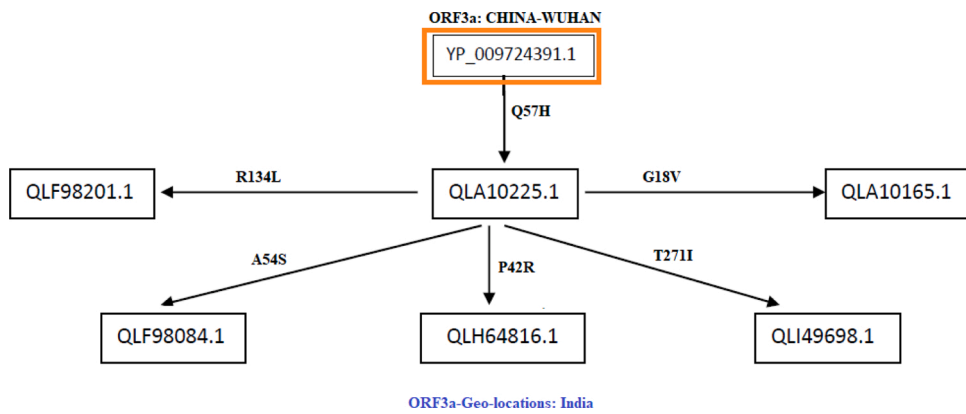 ORF3a: CHINA-WUHAN
YP_009724391.1
Q57H
QLF98201.1
R134L
QLA10225.1
G18V
QLA10165.1
A54S
P42R
T271I
QLF98084.1
QLH64816.1
QLI49698.1
ORF3a-Geo-locations: India